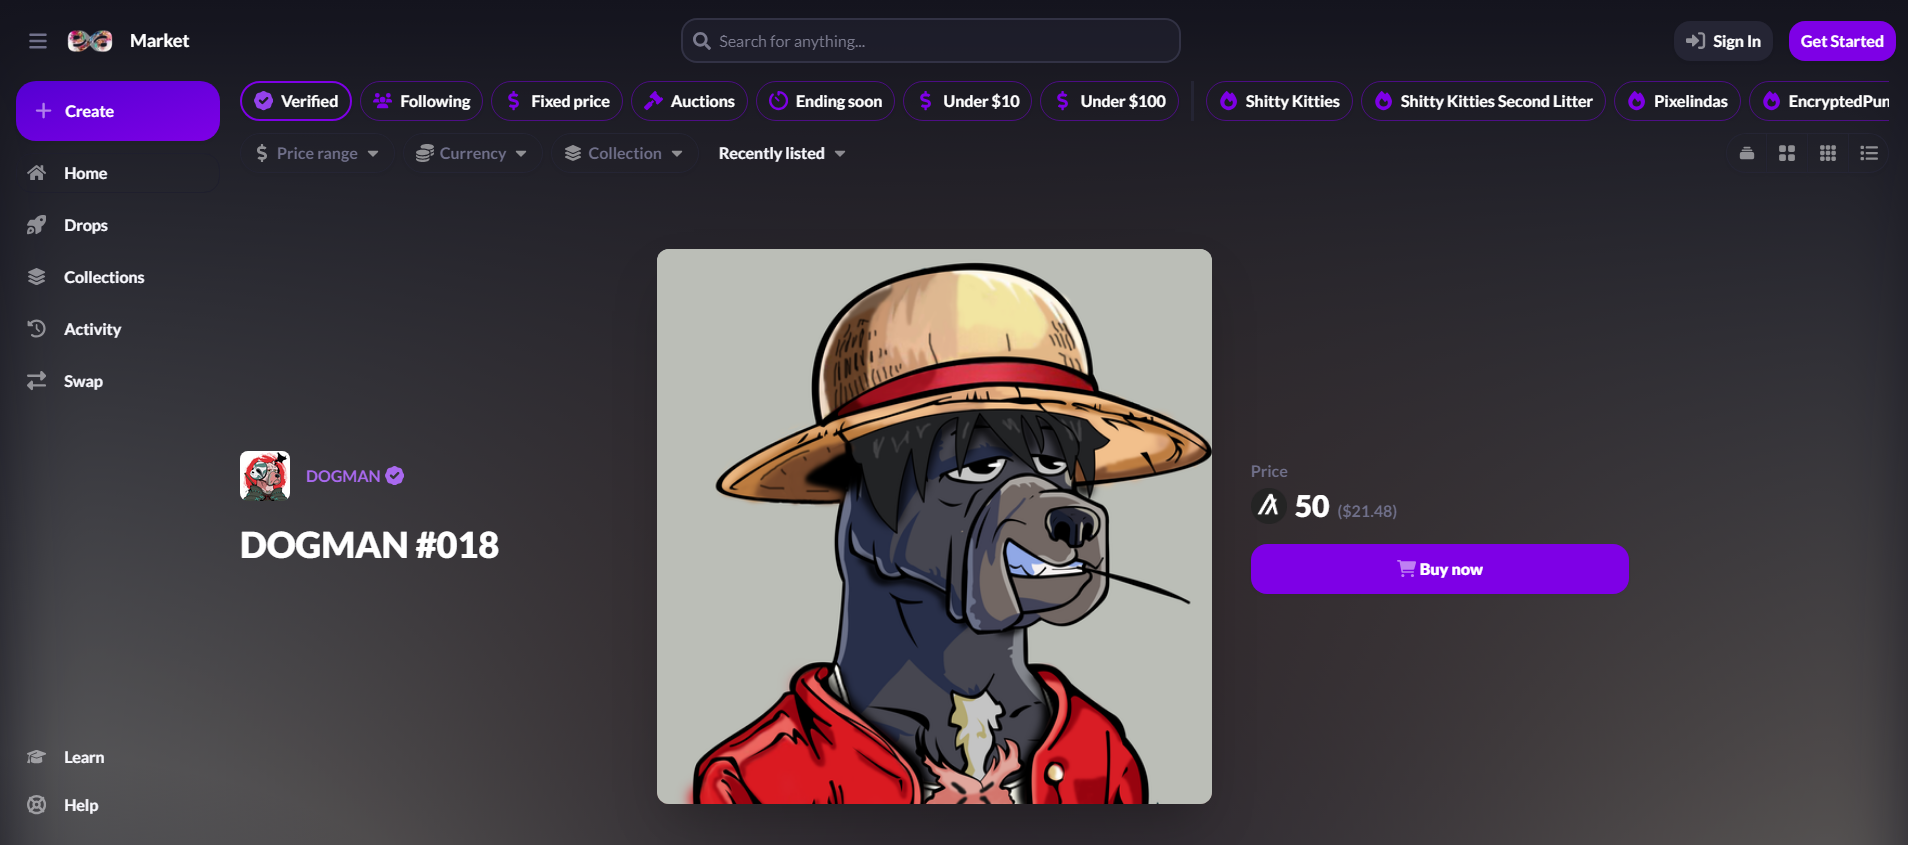 Market
Search for anything...
Sign In
Get Started
Create
Verified
Following
Fixed price
Auctions
Ending soon
Under $10
Under $100
Shitty Kitties
Shitty Kitties Second Litter
Pixelindas
EncryptedPun
Price range
Currency
Collection
Recently listed
Home
Drops
Collections
Activity
Swap
DOGMAN
DOGMAN #018
Price
50 ($21.48)
Buy now
Learn
Help